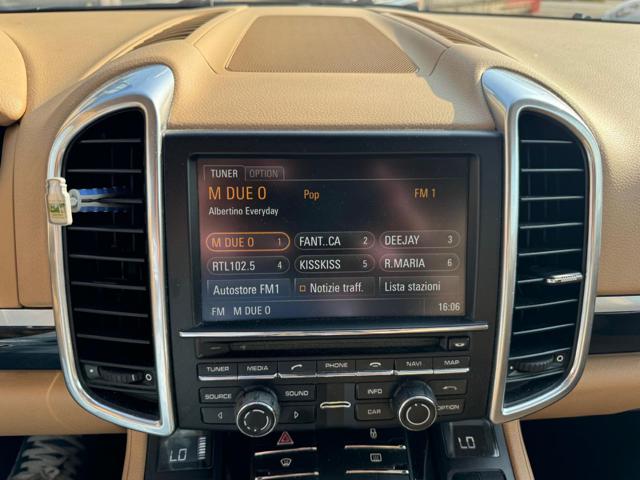 TUNER OPTION
M DUE O Pop FM 1
Albertino Everyday
M DUE O 1 FANT..CA 2 DEEJAY 3
RTL102.5 4 KISSKISS 5 R.MARIA 6
Autostore FM1 Notizie traff. Lista stazioni
FM M DUE O 16:06
TUNER MEDIA PHONE NAVI MAP
SOURCE SOUND INFO
CAR OPTION
LO LO